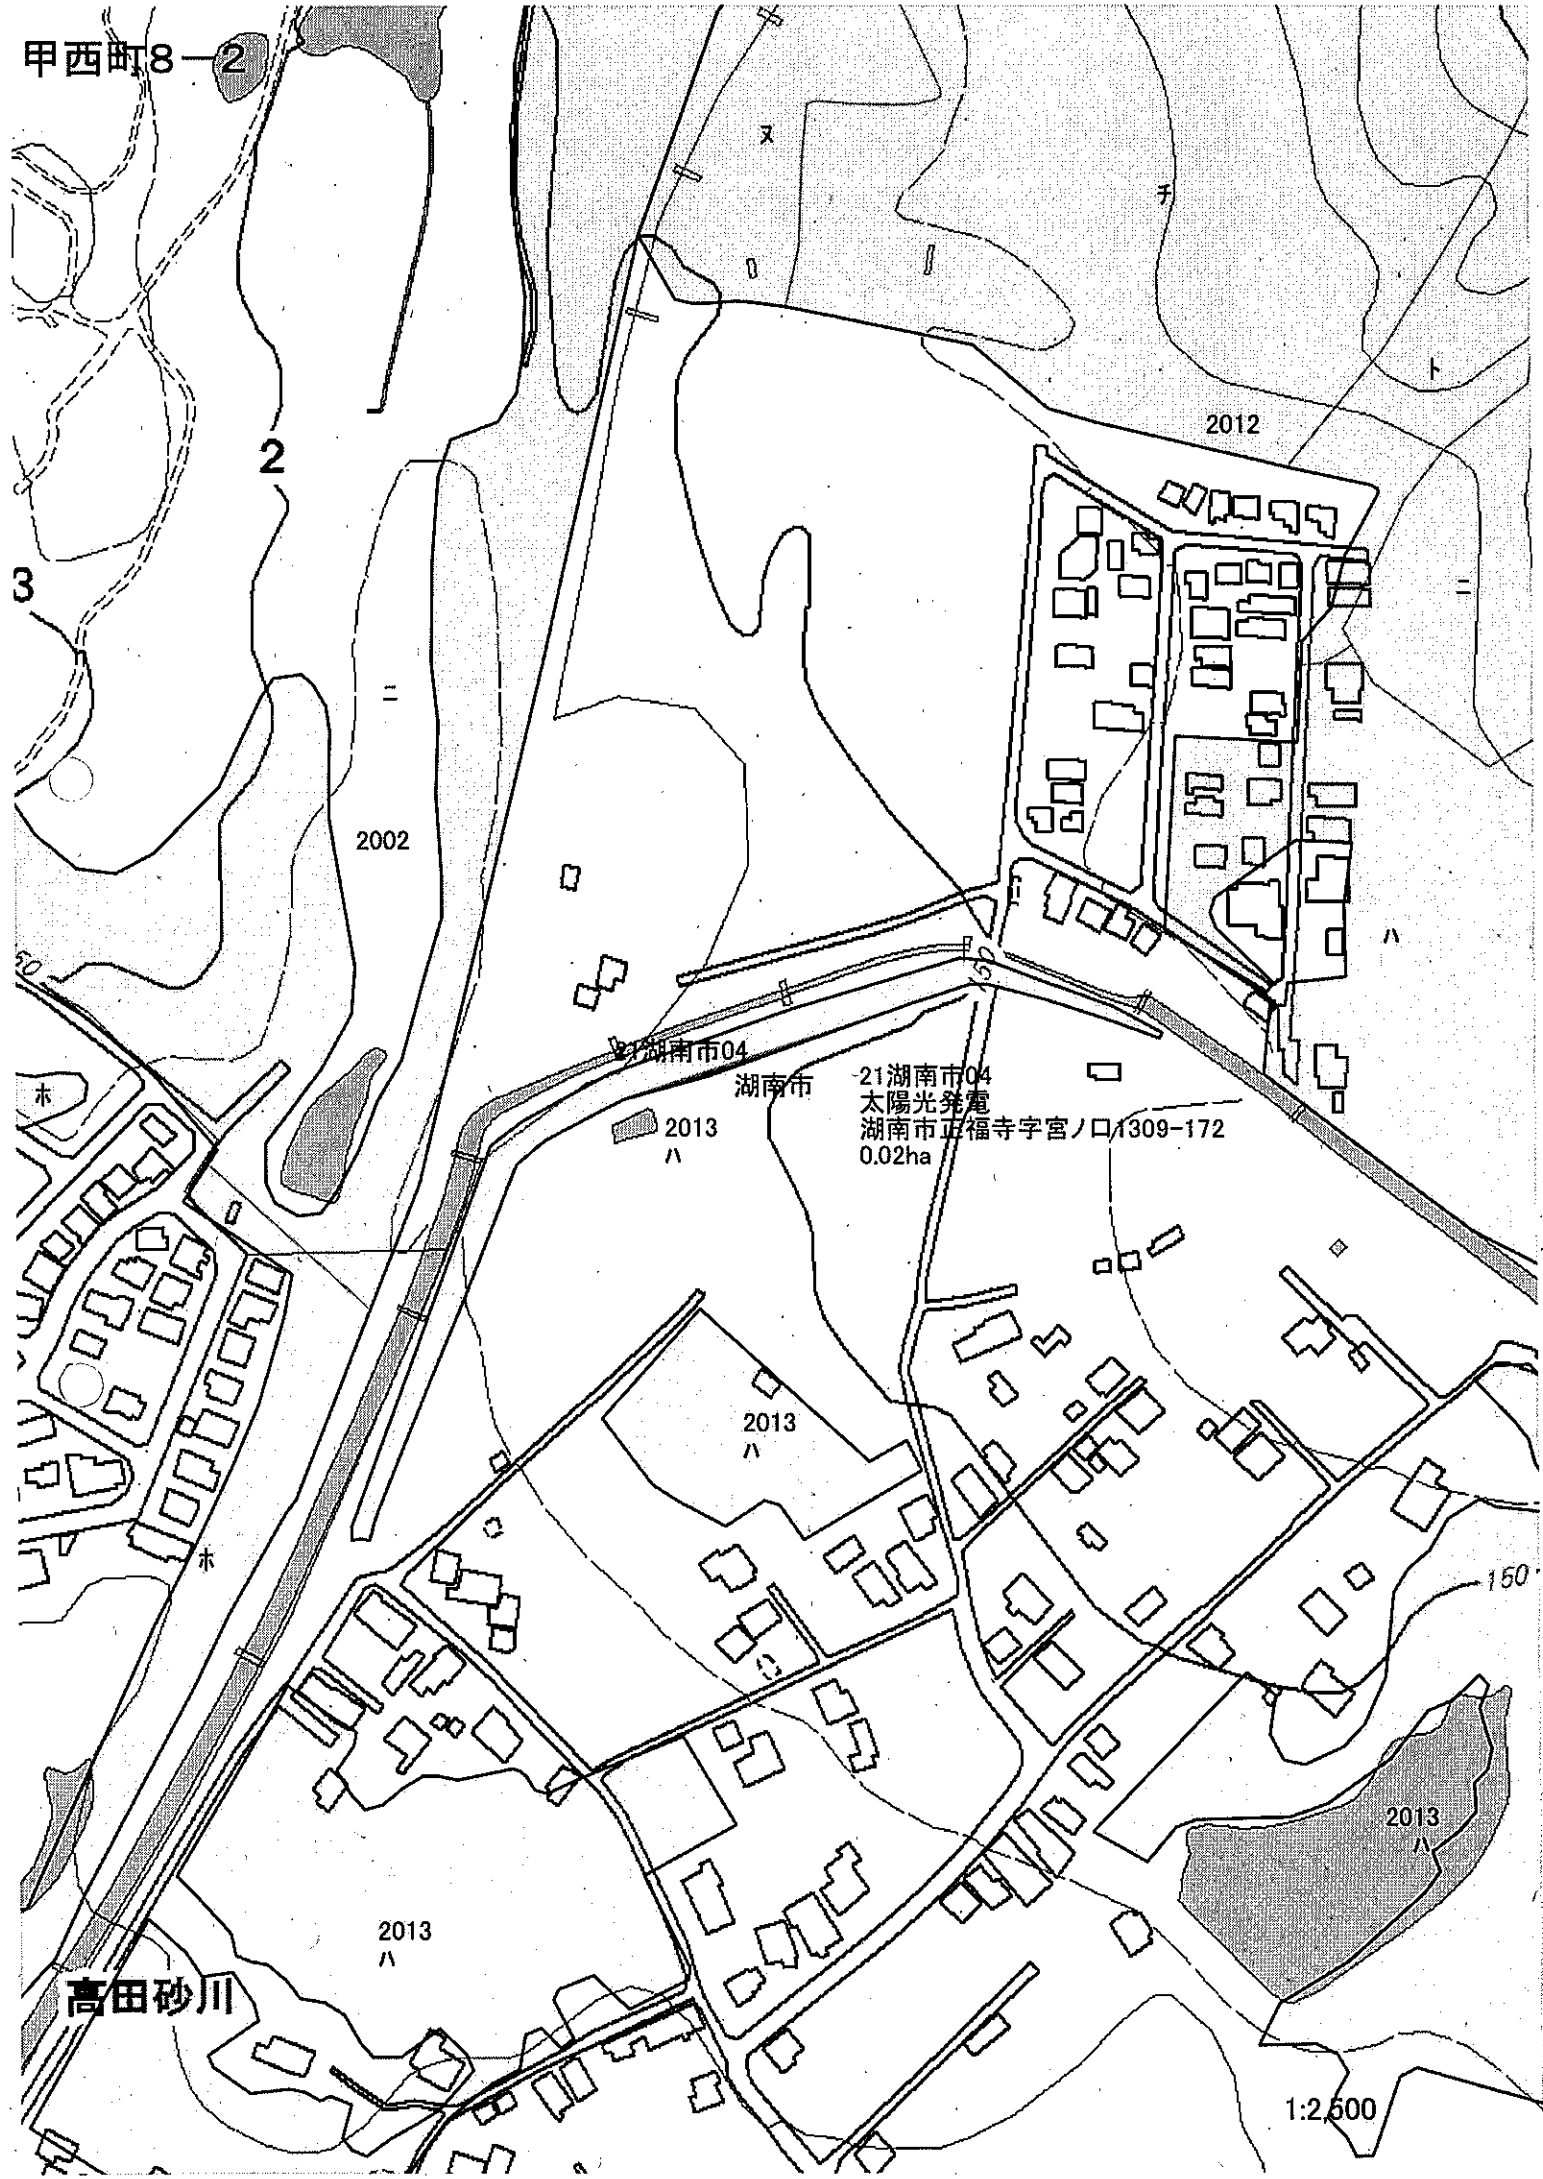 甲西町8-2
ヌ
チ
ト
2012
2
3
ニ
ニ
2002
ハ
50
150
21湖南市04
湖南市
21湖南市04
太陽光発電
湖南市正福寺字宮ノ口1309-172
0.02ha
ホ
2013
ハ
2013
ハ
ホ
150
2013
ハ
2013
ハ
高田砂川
1:2,500